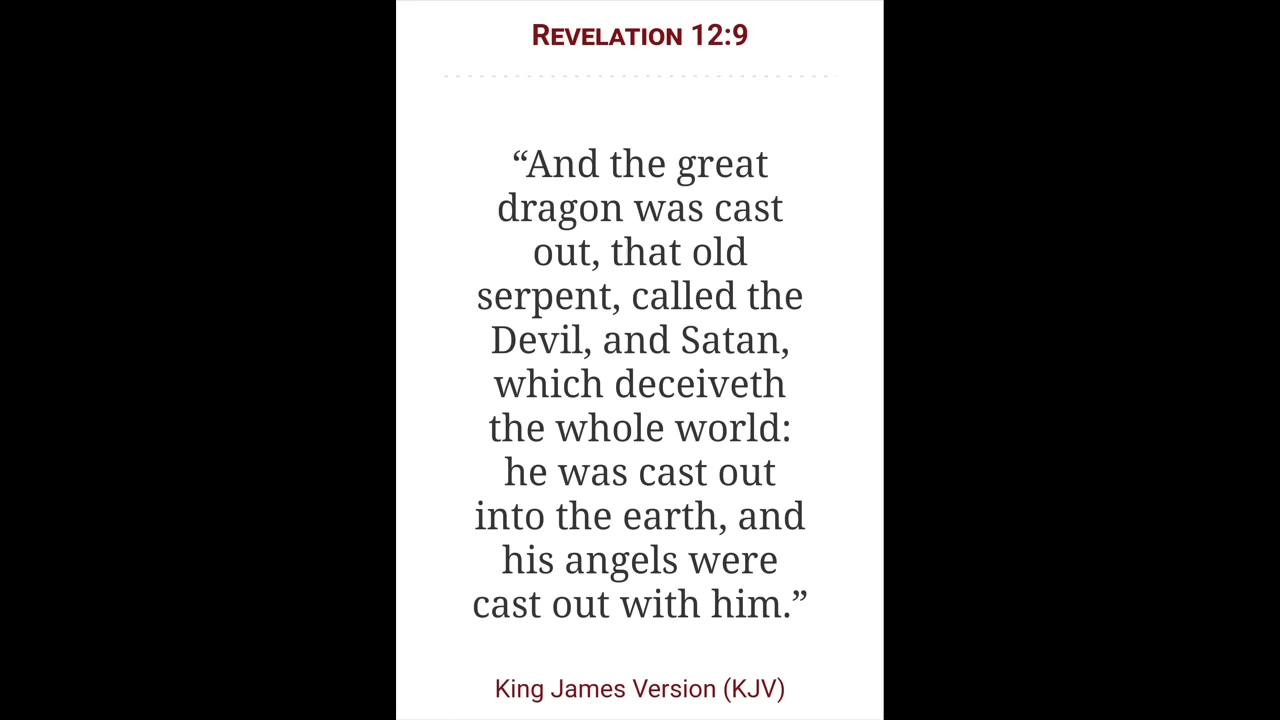 Revelation 12:9
“And the great
dragon was cast
out, that old
serpent, called the
Devil, and Satan,
which deceiveth
the whole world:
he was cast out
into the earth, and
his angels were
cast out with him.”
King James Version (KJV)